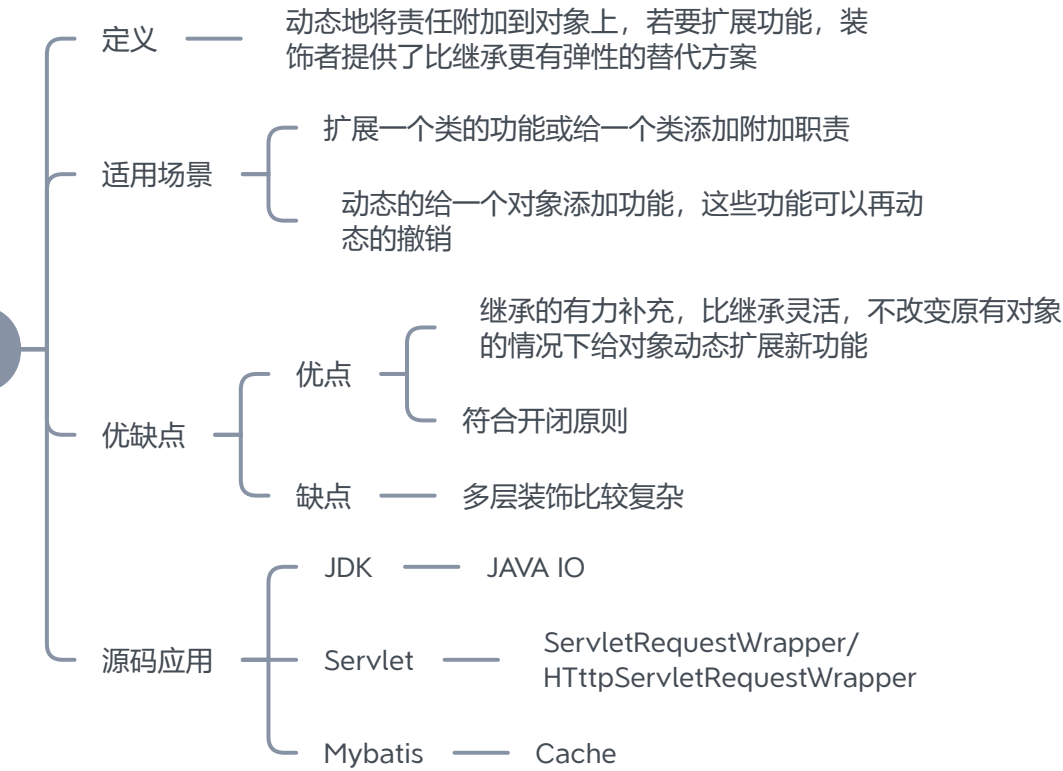 定义
动态地将责任附加到对象上，若要扩展功能，装
饰者提供了比继承更有弹性的替代方案
适用场景
扩展一个类的功能或给一个类添加附加职责
动态的给一个对象添加功能，这些功能可以再动
态的撤销
优缺点
优点
继承的有力补充，比继承灵活，不改变原有对象
的情况下给对象动态扩展新功能
符合开闭原则
缺点
多层装饰比较复杂
源码应用
JDK
JAVA IO
Servlet
ServletRequestWrapper/
HTttpServletRequestWrapper
Mybatis
Cache